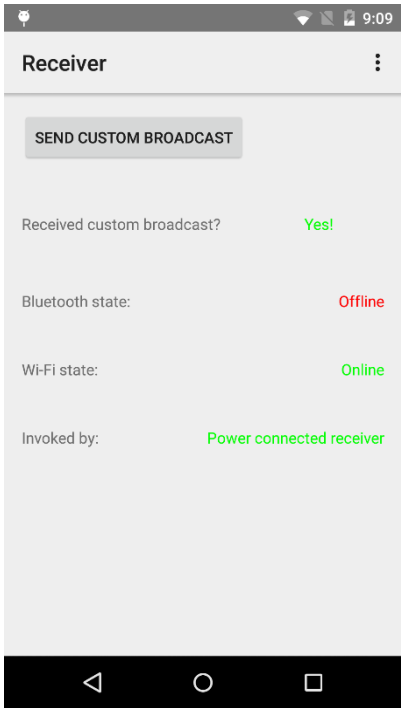 9:09
Receiver
SEND CUSTOM BROADCAST
Received custom broadcast? Yes!
Bluetooth state: Offline
Wi-Fi state: Online
Invoked by: Power connected receiver